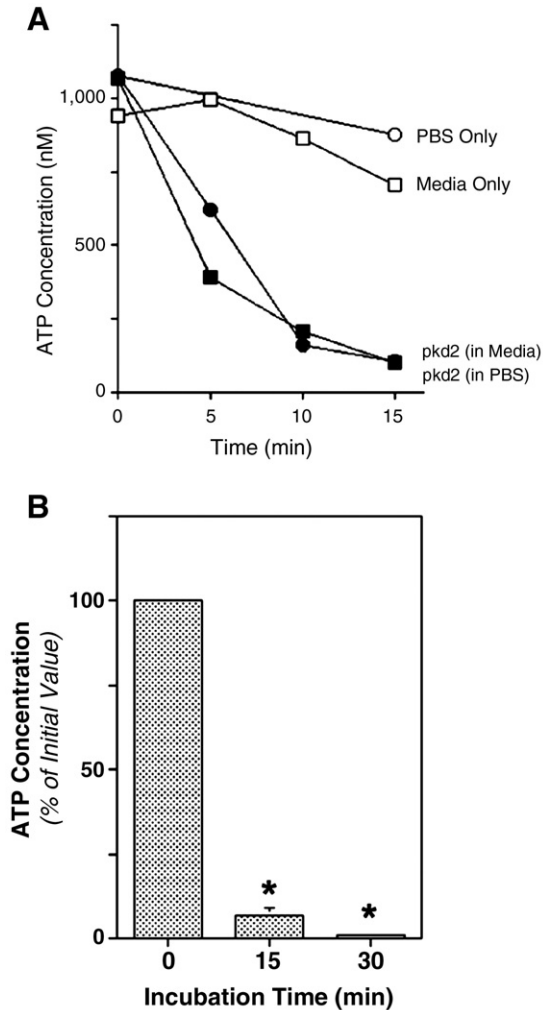 A
ATP Concentration (nM)
1,000
500
0
PBS Only
Media Only
pkd2 (in Media)
pkd2 (in PBS)
0 5 10 15
Time (min)
B
ATP Concentration
(% of Initial Value)
100
50
0
* *
0 15 30
Incubation Time (min)